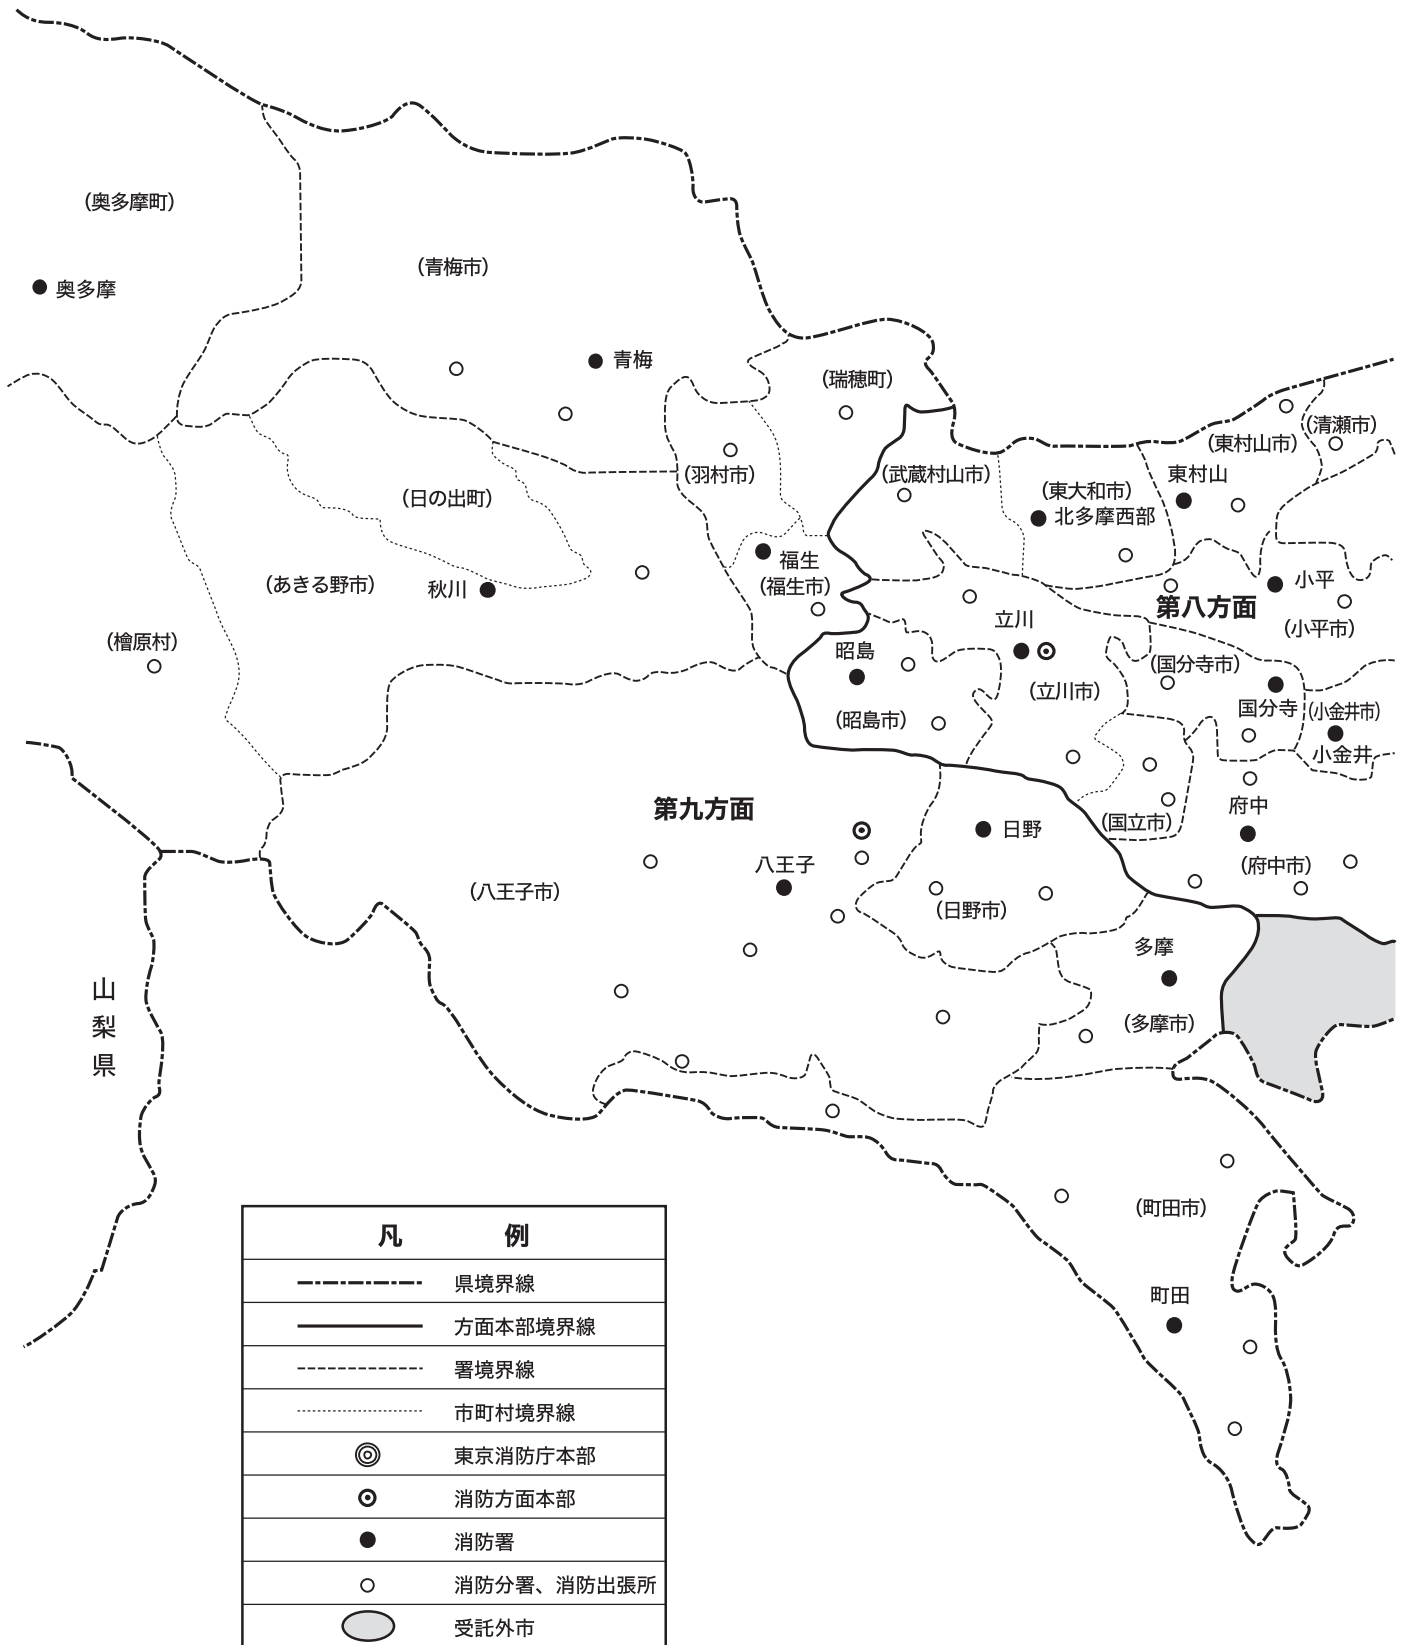 (奥多摩町)
奥多摩
(青梅市)
青梅
(瑞穂町)
(羽村市)
(武蔵村山市)
(東大和市)
北多摩西部
(清瀬市)
(東村山市)
東村山
(日の出町)
(あきる野市)
秋川
福生
(福生市)
小平
第八方面
(小平市)
(檜原村)
立川
昭島
(立川市)
(昭島市)
(国分寺市)
国分寺
(小金井市)
小金井
第九方面
府中
(国立市)
日野
八王子
(八王子市)
(府中市)
(日野市)
多摩
(多摩市)
山梨県
(町田市)
町田
凡 例
県境界線
方面本部境界線
署境界線
市町村境界線
東京消防庁本部
消防方面本部
消防署
消防分署、消防出張所
受託外市